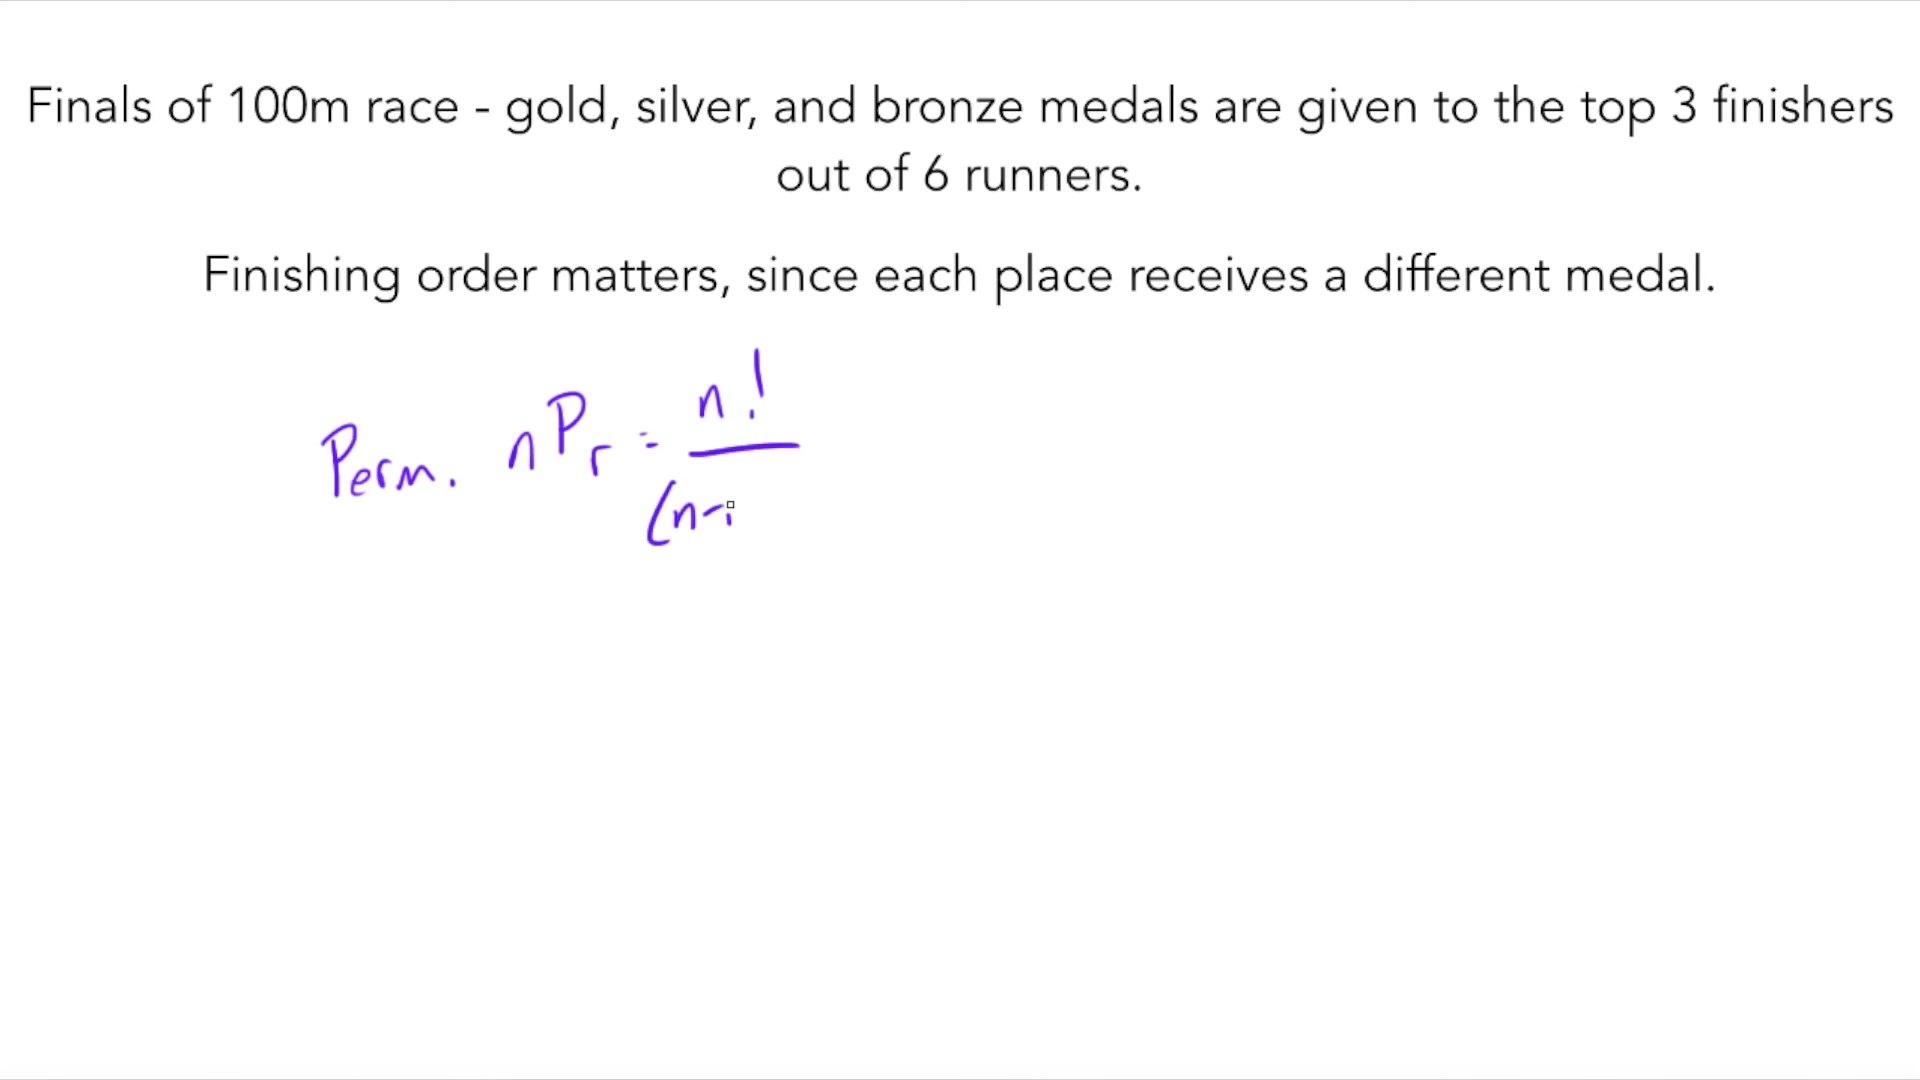 Finals of 100m race - gold, silver, and bronze medals are given to the top 3 finishers
out of 6 runners.
Finishing order matters, since each place receives a different medal.
Perm. nPr = n!
(n-